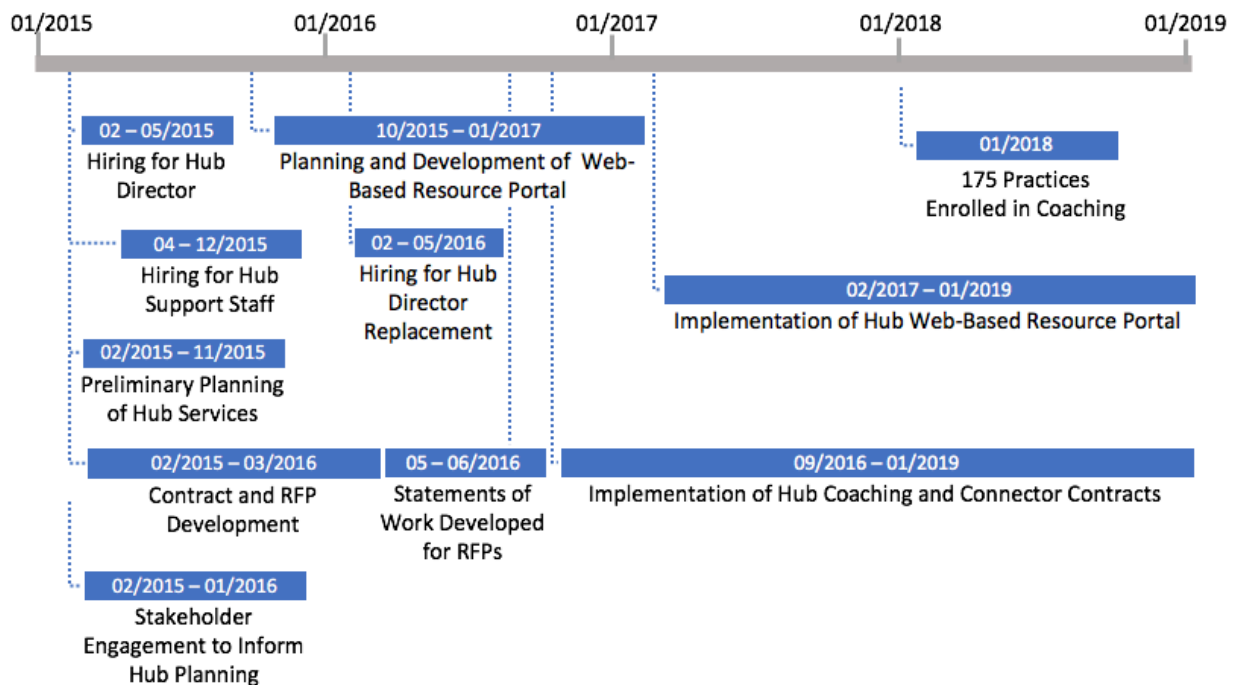 01/2015
01/2016
01/2017
01/2018
01/2019
02 – 05/2015
Hiring for Hub
Director
10/2015 – 01/2017
Planning and Development of Web-
Based Resource Portal
01/2018
175 Practices
Enrolled in Coaching
04 – 12/2015
Hiring for Hub
Support Staff
02 – 05/2016
Hiring for Hub
Director
Replacement
02/2017 – 01/2019
Implementation of Hub Web-Based Resource Portal
02/2015 – 11/2015
Preliminary Planning
of Hub Services
02/2015 – 03/2016
Contract and RFP
Development
05 – 06/2016
Statements of
Work Developed
for RFPs
09/2016 – 01/2019
Implementation of Hub Coaching and Connector Contracts
02/2015 – 01/2016
Stakeholder
Engagement to Inform
Hub Planning